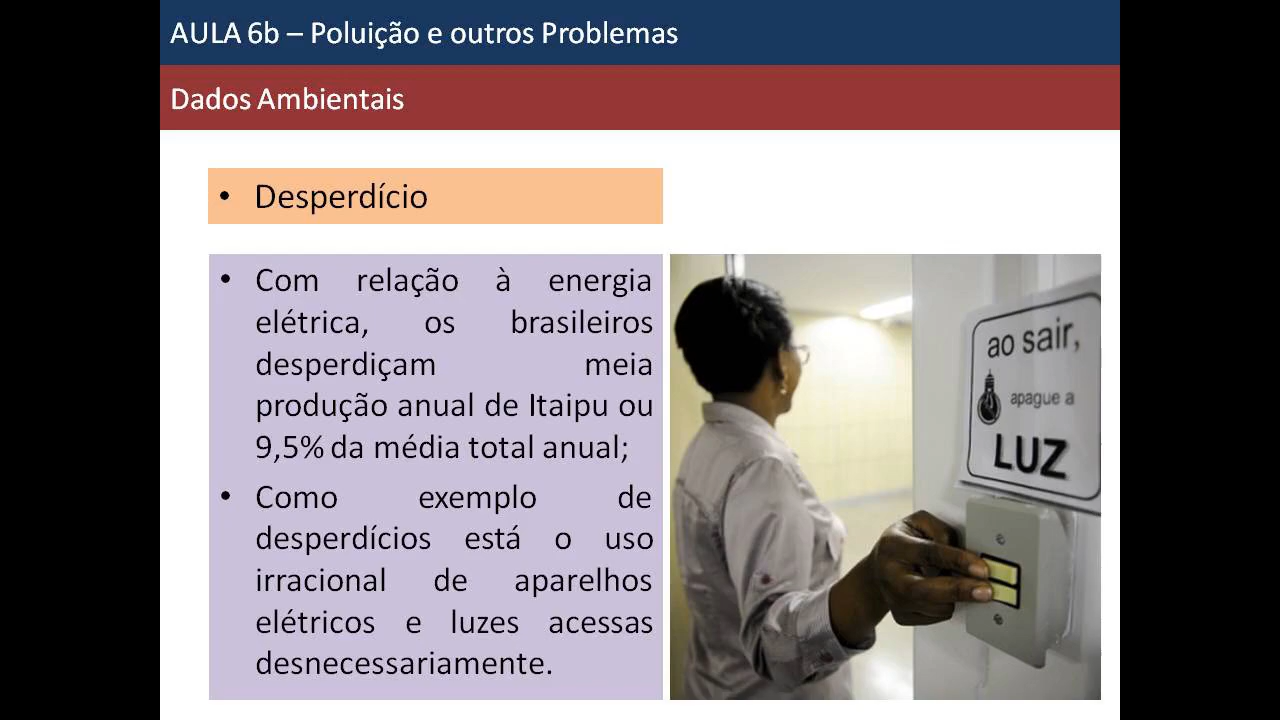 AULA 6b – Poluição e outros Problemas
Dados Ambientais
• Desperdício
• Com relação à energia
elétrica, os brasileiros
desperdiçam meia
produção anual de Itaipu ou
9,5% da média total anual;
• Como exemplo de
desperdícios está o uso
irracional de aparelhos
elétricos e luzes acessas
desnecessariamente.
ao sair,
apague a
LUZ